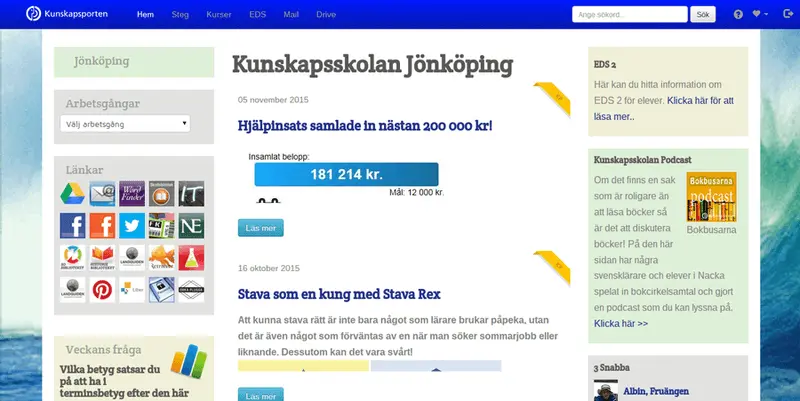 Kunskapsporten
Hem Steg Kurser EDS Mail Drive
Ange sökord..
Sök
Jönköping
Arbetsgångar
Välj arbetsgång
Länkar
Word
Finder
IT
NE
LANDGUIDEN
Veckans fråga
Vilka betyg satsar du
på att ha i
terminsbetyg efter den här
Kunskapsskolan Jönköping
05 november 2015
Hjälpinsats samlade in nästan 200 000 kr!
Insamlat belopp:
181 214 kr.
Mål: 12 000 kr.
Läs mer
16 oktober 2015
Stava som en kung med Stava Rex
Att kunna stava rätt är inte bara något som lärare brukar påpeka, utan
det är även något som förväntas av en när man söker sommarjobb eller
liknande. Dessutom kan det vara svårt!
Läs mer
EDS 2
Här kan du hitta information om
EDS 2 för elever. Klicka här för att
läsa mer..
Kunskapsskolan Podcast
Om det finns en sak
som är roligare än
att läsa böcker så
är det att diskutera
böcker! På den här
sidan har några
svensklärare och elever i Nacka
spelat in bokcirkelsamtal och gjort
en podcast som du kan lyssna på.
Klicka här >>
Bokbusarna
podcast
Bokbusarna
3 Snabba
Albin, Fruängen